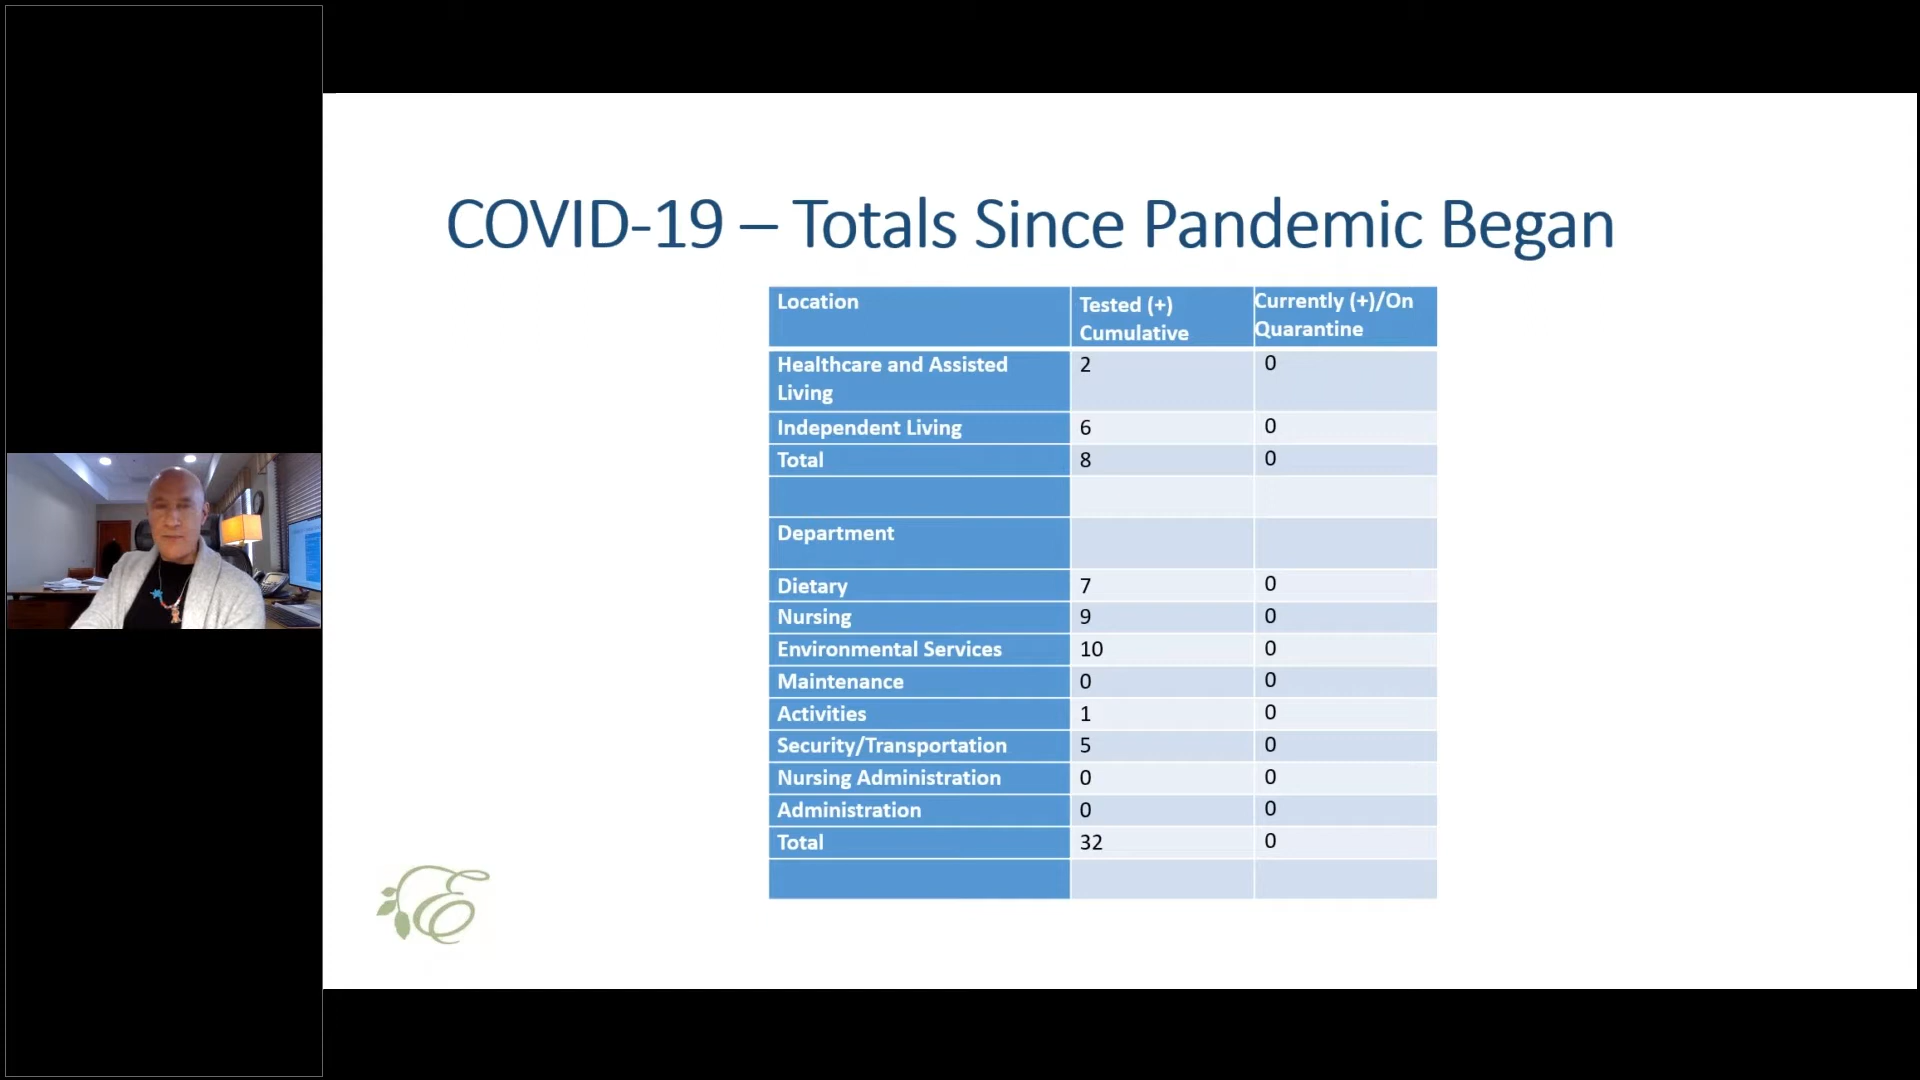 COVID-19 – Totals Since Pandemic Began
Location
Tested (+)
Cumulative
Currently (+)/On
Quarantine
Healthcare and Assisted
Living
2
0
Independent Living
6
0
Total
8
0
Department
Dietary
7
0
Nursing
9
0
Environmental Services
10
0
Maintenance
0
0
Activities
1
0
Security/Transportation
5
0
Nursing Administration
0
0
Administration
0
0
Total
32
0
E